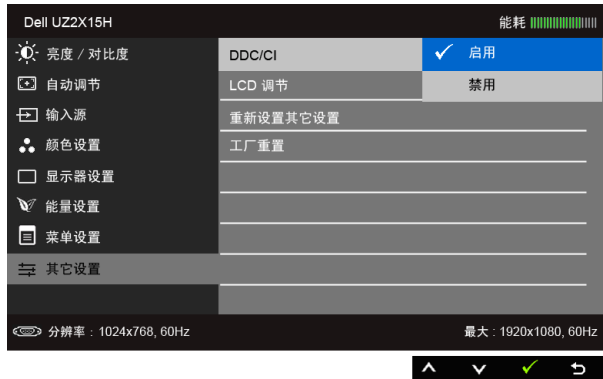 Dell UZ2X15H 能耗
亮度 / 对比度 DDC/CI 启用
自动调节 LCD 调节 禁用
输入源 重新设置其它设置
颜色设置 工厂重置
显示器设置
能量设置
菜单设置
其它设置
分辨率 : 1024x768, 60Hz 最大 : 1920x1080, 60Hz